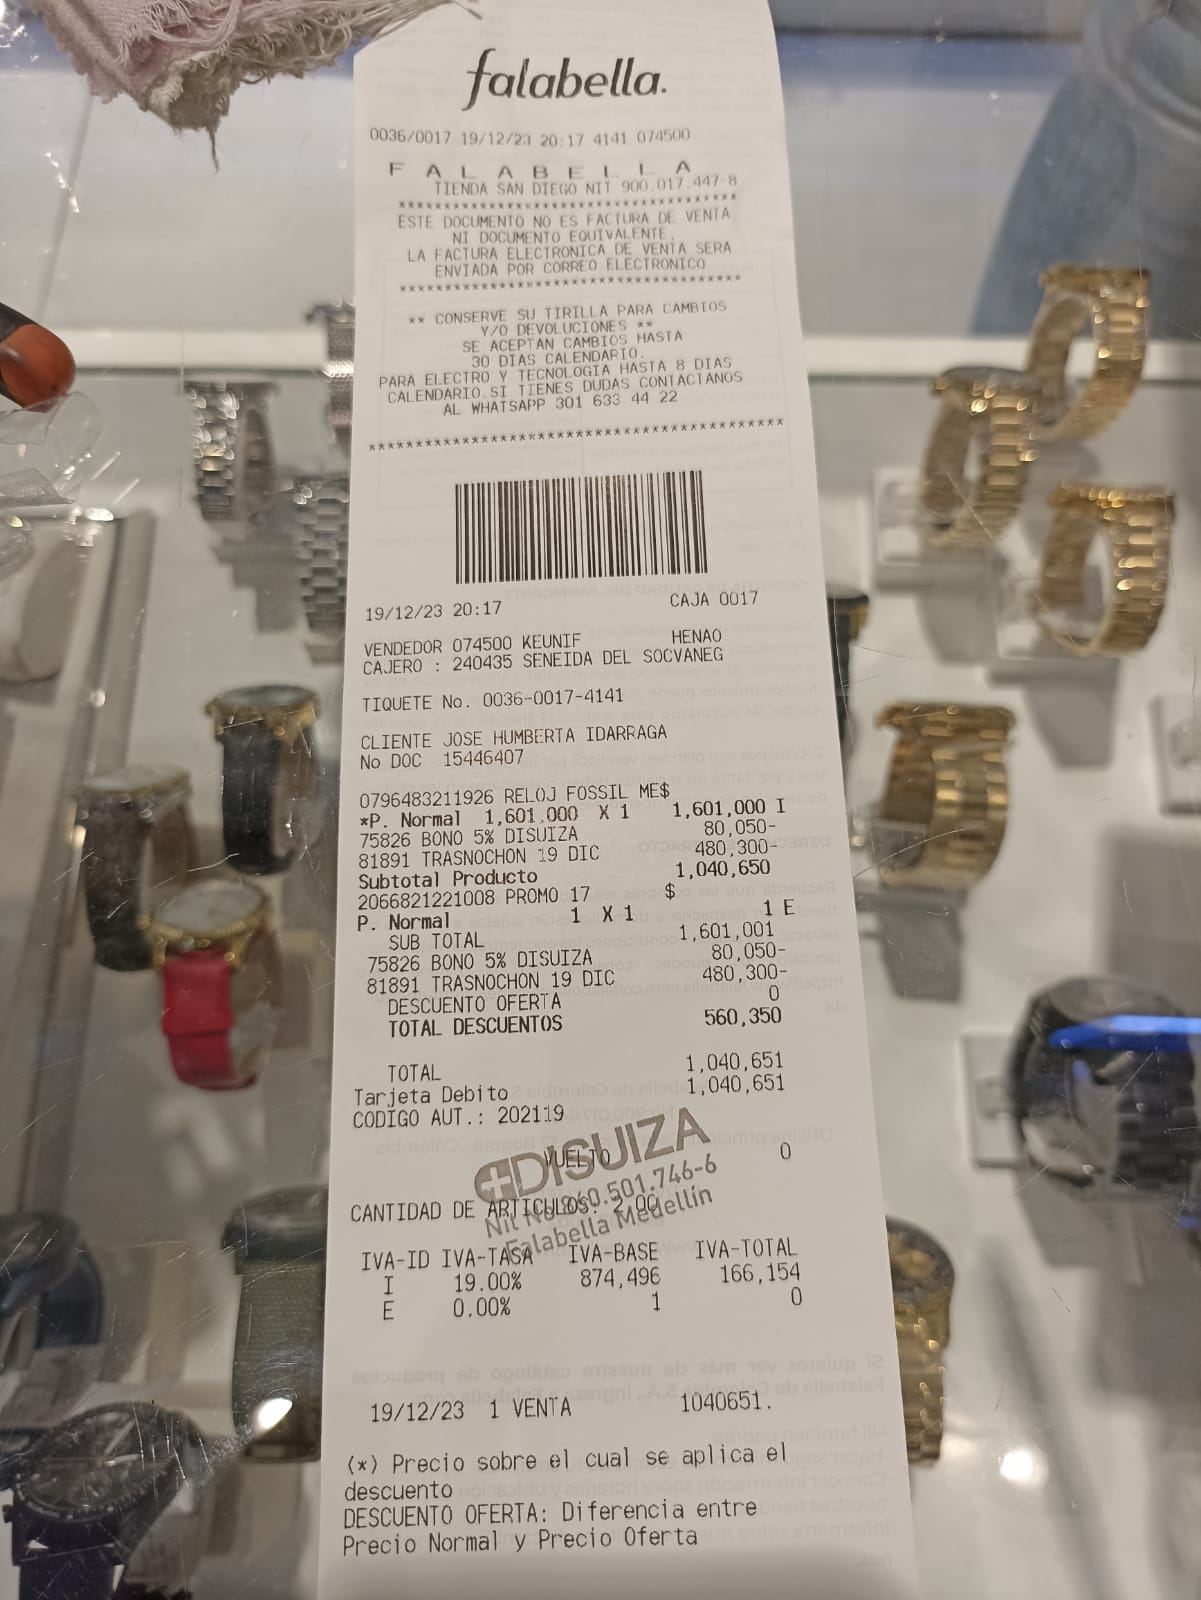 falabella.
0036/0017 19/12/23 20:17 4141 074500
F A L A B E L L A
TIENDA SAN DIEGO NIT 900.017.447-8
****************************************
ESTE DOCUMENTO NO ES FACTURA DE VENTA
NI DOCUMENTO EQUIVALENTE,
LA FACTURA ELECTRONICA DE VENTA SERA
ENVIADA POR CORREO ELECTRONICO
****************************************
** CONSERVE SU TIRILLA PARA CAMBIOS
Y/O DEVOLUCIONES **
SE ACEPTAN CAMBIOS HASTA
30 DIAS CALENDARIO.
PARA ELECTRO Y TECNOLOGIA HASTA 8 DIAS
CALENDARIO.SI TIENES DUDAS CONTACTANOS
AL WHATSAPP 301 633 44 22
****************************************
19/12/23 20:17 CAJA 0017
VENDEDOR 074500 KEUNIF HENAO
CAJERO : 240435 SENEIDA DEL SOCVANEG
TIQUETE No. 0036-0017-4141
CLIENTE JOSE HUMBERTA IDARRAGA
No DOC 15446407
0796483211926 RELOJ FOSSIL ME$
*P. Normal 1,601,000 X 1 1,601,000 I
75826 BONO 5% DISUIZA 80,050-
81891 TRASNOCHON 19 DIC 480,300-
Subtotal Producto 1,040,650
2066821221008 PROMO 17 $
P. Normal 1 X 1 1 E
SUB TOTAL 1,601,001
75826 BONO 5% DISUIZA 80,050-
81891 TRASNOCHON 19 DIC 480,300-
DESCUENTO OFERTA 0
TOTAL DESCUENTOS 560,350
TOTAL 1,040,651
Tarjeta Debito 1,040,651
CODIGO AUT.: 202119
DISUIZA
VUELTO 0
Nit No 860.501.746-6
CANTIDAD DE ARTICULOS: 2,00
Falabella Medellín
IVA-ID IVA-TASA IVA-BASE IVA-TOTAL
I 19.00% 874,496 166,154
E 0.00% 1 0
19/12/23 1 VENTA 1040651.
(*) Precio sobre el cual se aplica el
descuento
DESCUENTO OFERTA: Diferencia entre
Precio Normal y Precio Oferta